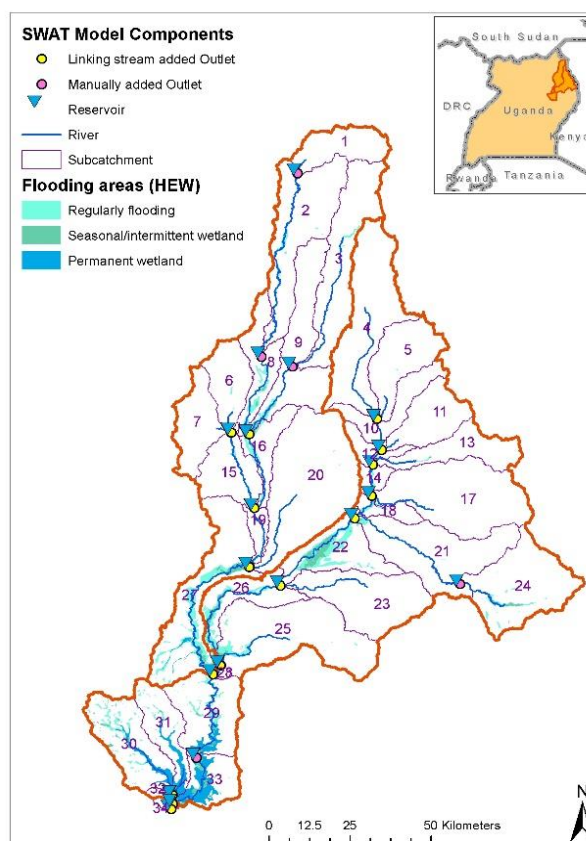 SWAT Model Components
Linking stream added Outlet
Manually added Outlet
Reservoir
River
Subcatchment
Flooding areas (HEW)
Regularly flooding
Seasonal/intermittent wetland
Permanent wetland
South Sudan
DRC
Uganda
Kenya
Rwanda
Tanzania
1
2
3
4
5
6
7
8
9
10
11
12
13
14
15
16
17
18
19
20
21
22
23
24
25
26
27
28
29
30
31
32
33
34
N
0 12.5 25 50 Kilometers